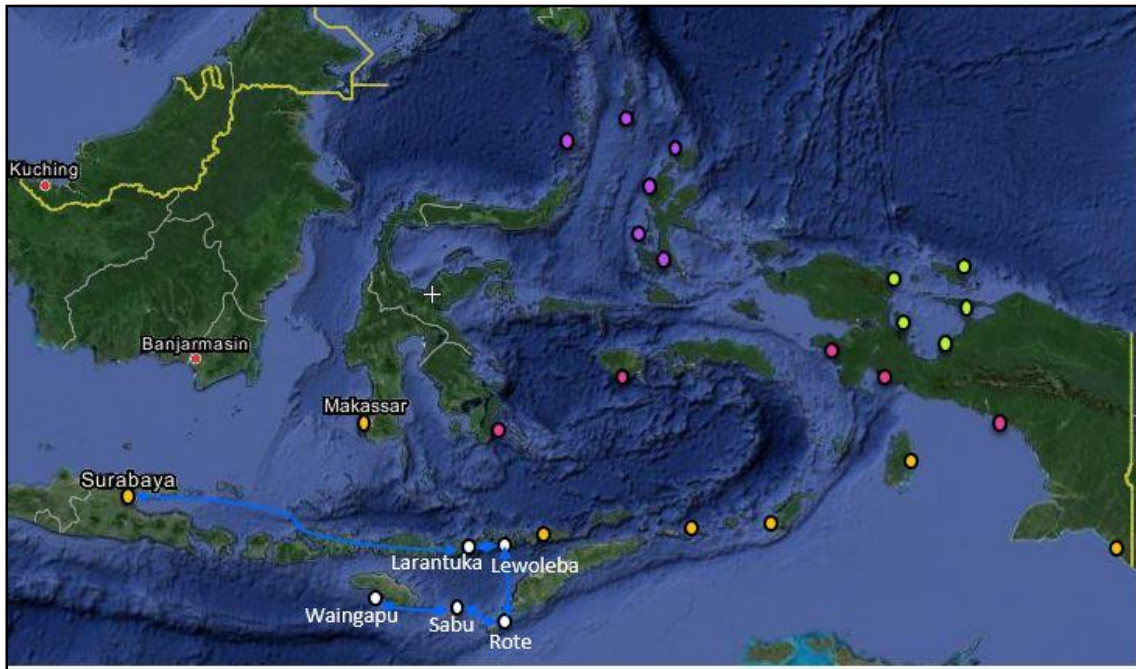 Kuching
Banjarmasin
Makassar
Surabaya
Larantuka
Lewoleba
Waingapu
Sabu
Rote